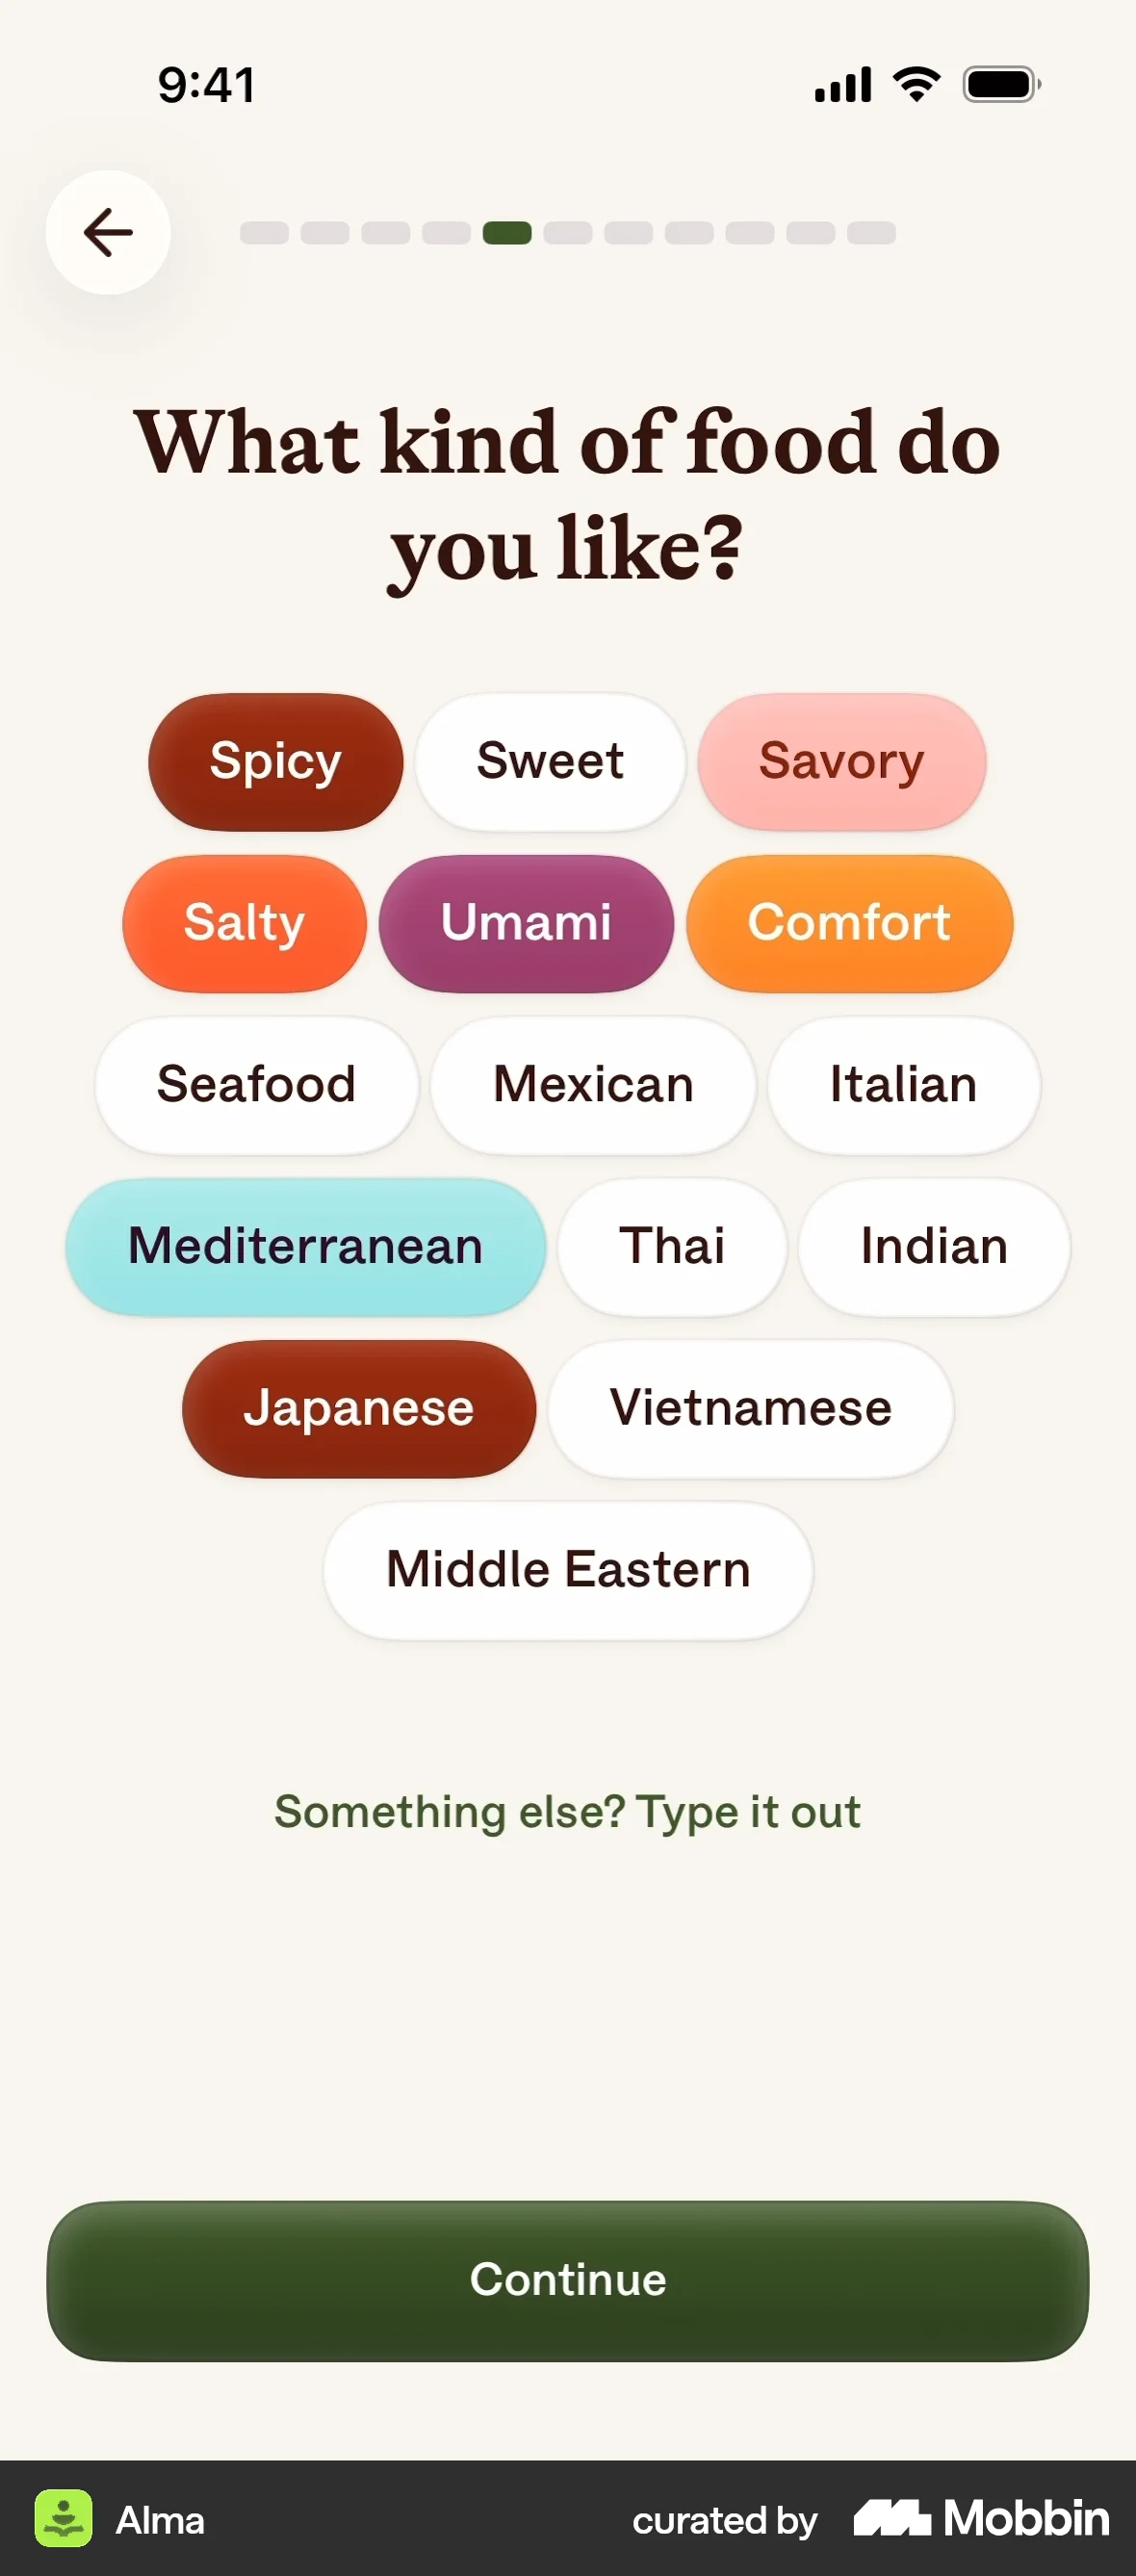 9:41
What kind of food do
you like?
Spicy Sweet Savory
Salty Umami Comfort
Seafood Mexican Italian
Mediterranean Thai Indian
Japanese Vietnamese
Middle Eastern
Something else? Type it out
Continue
Alma curated by Mobbin